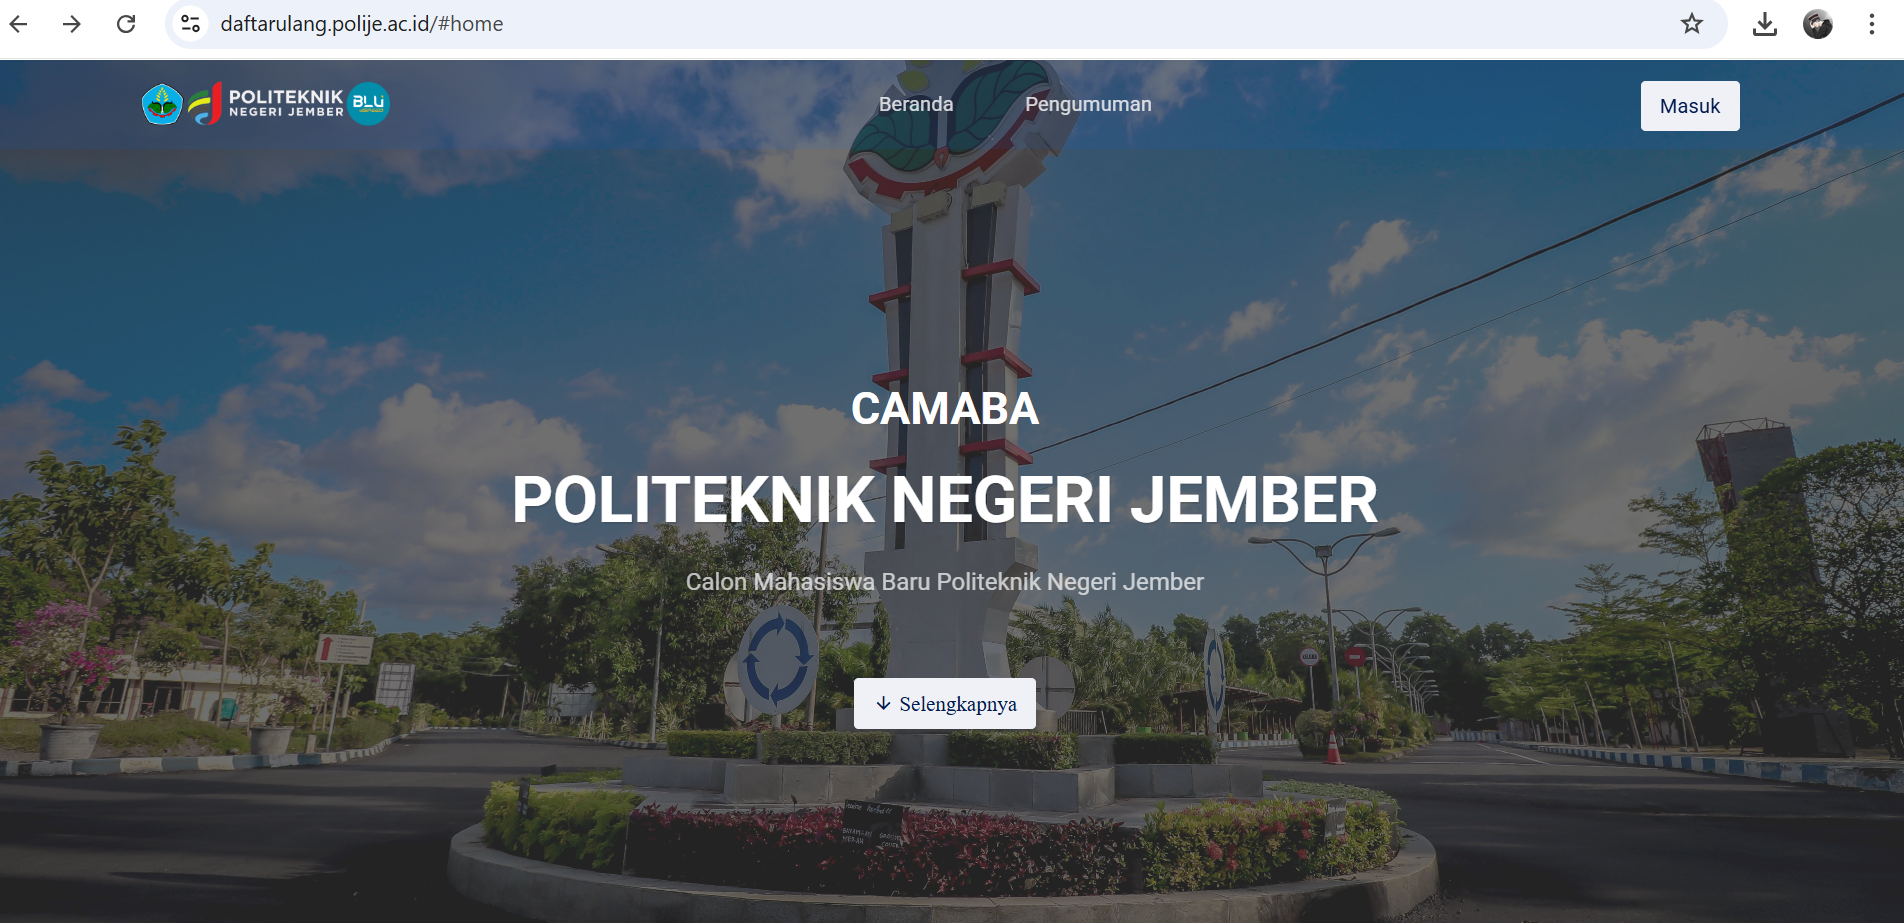 daftarulang.polije.ac.id/#home
POLITEKNIK
NEGERI JEMBER
BLU
Beranda
Pengumuman
Masuk
CAMABA
POLITEKNIK NEGERI JEMBER
Calon Mahasiswa Baru Politeknik Negeri Jember
Selengkapnya